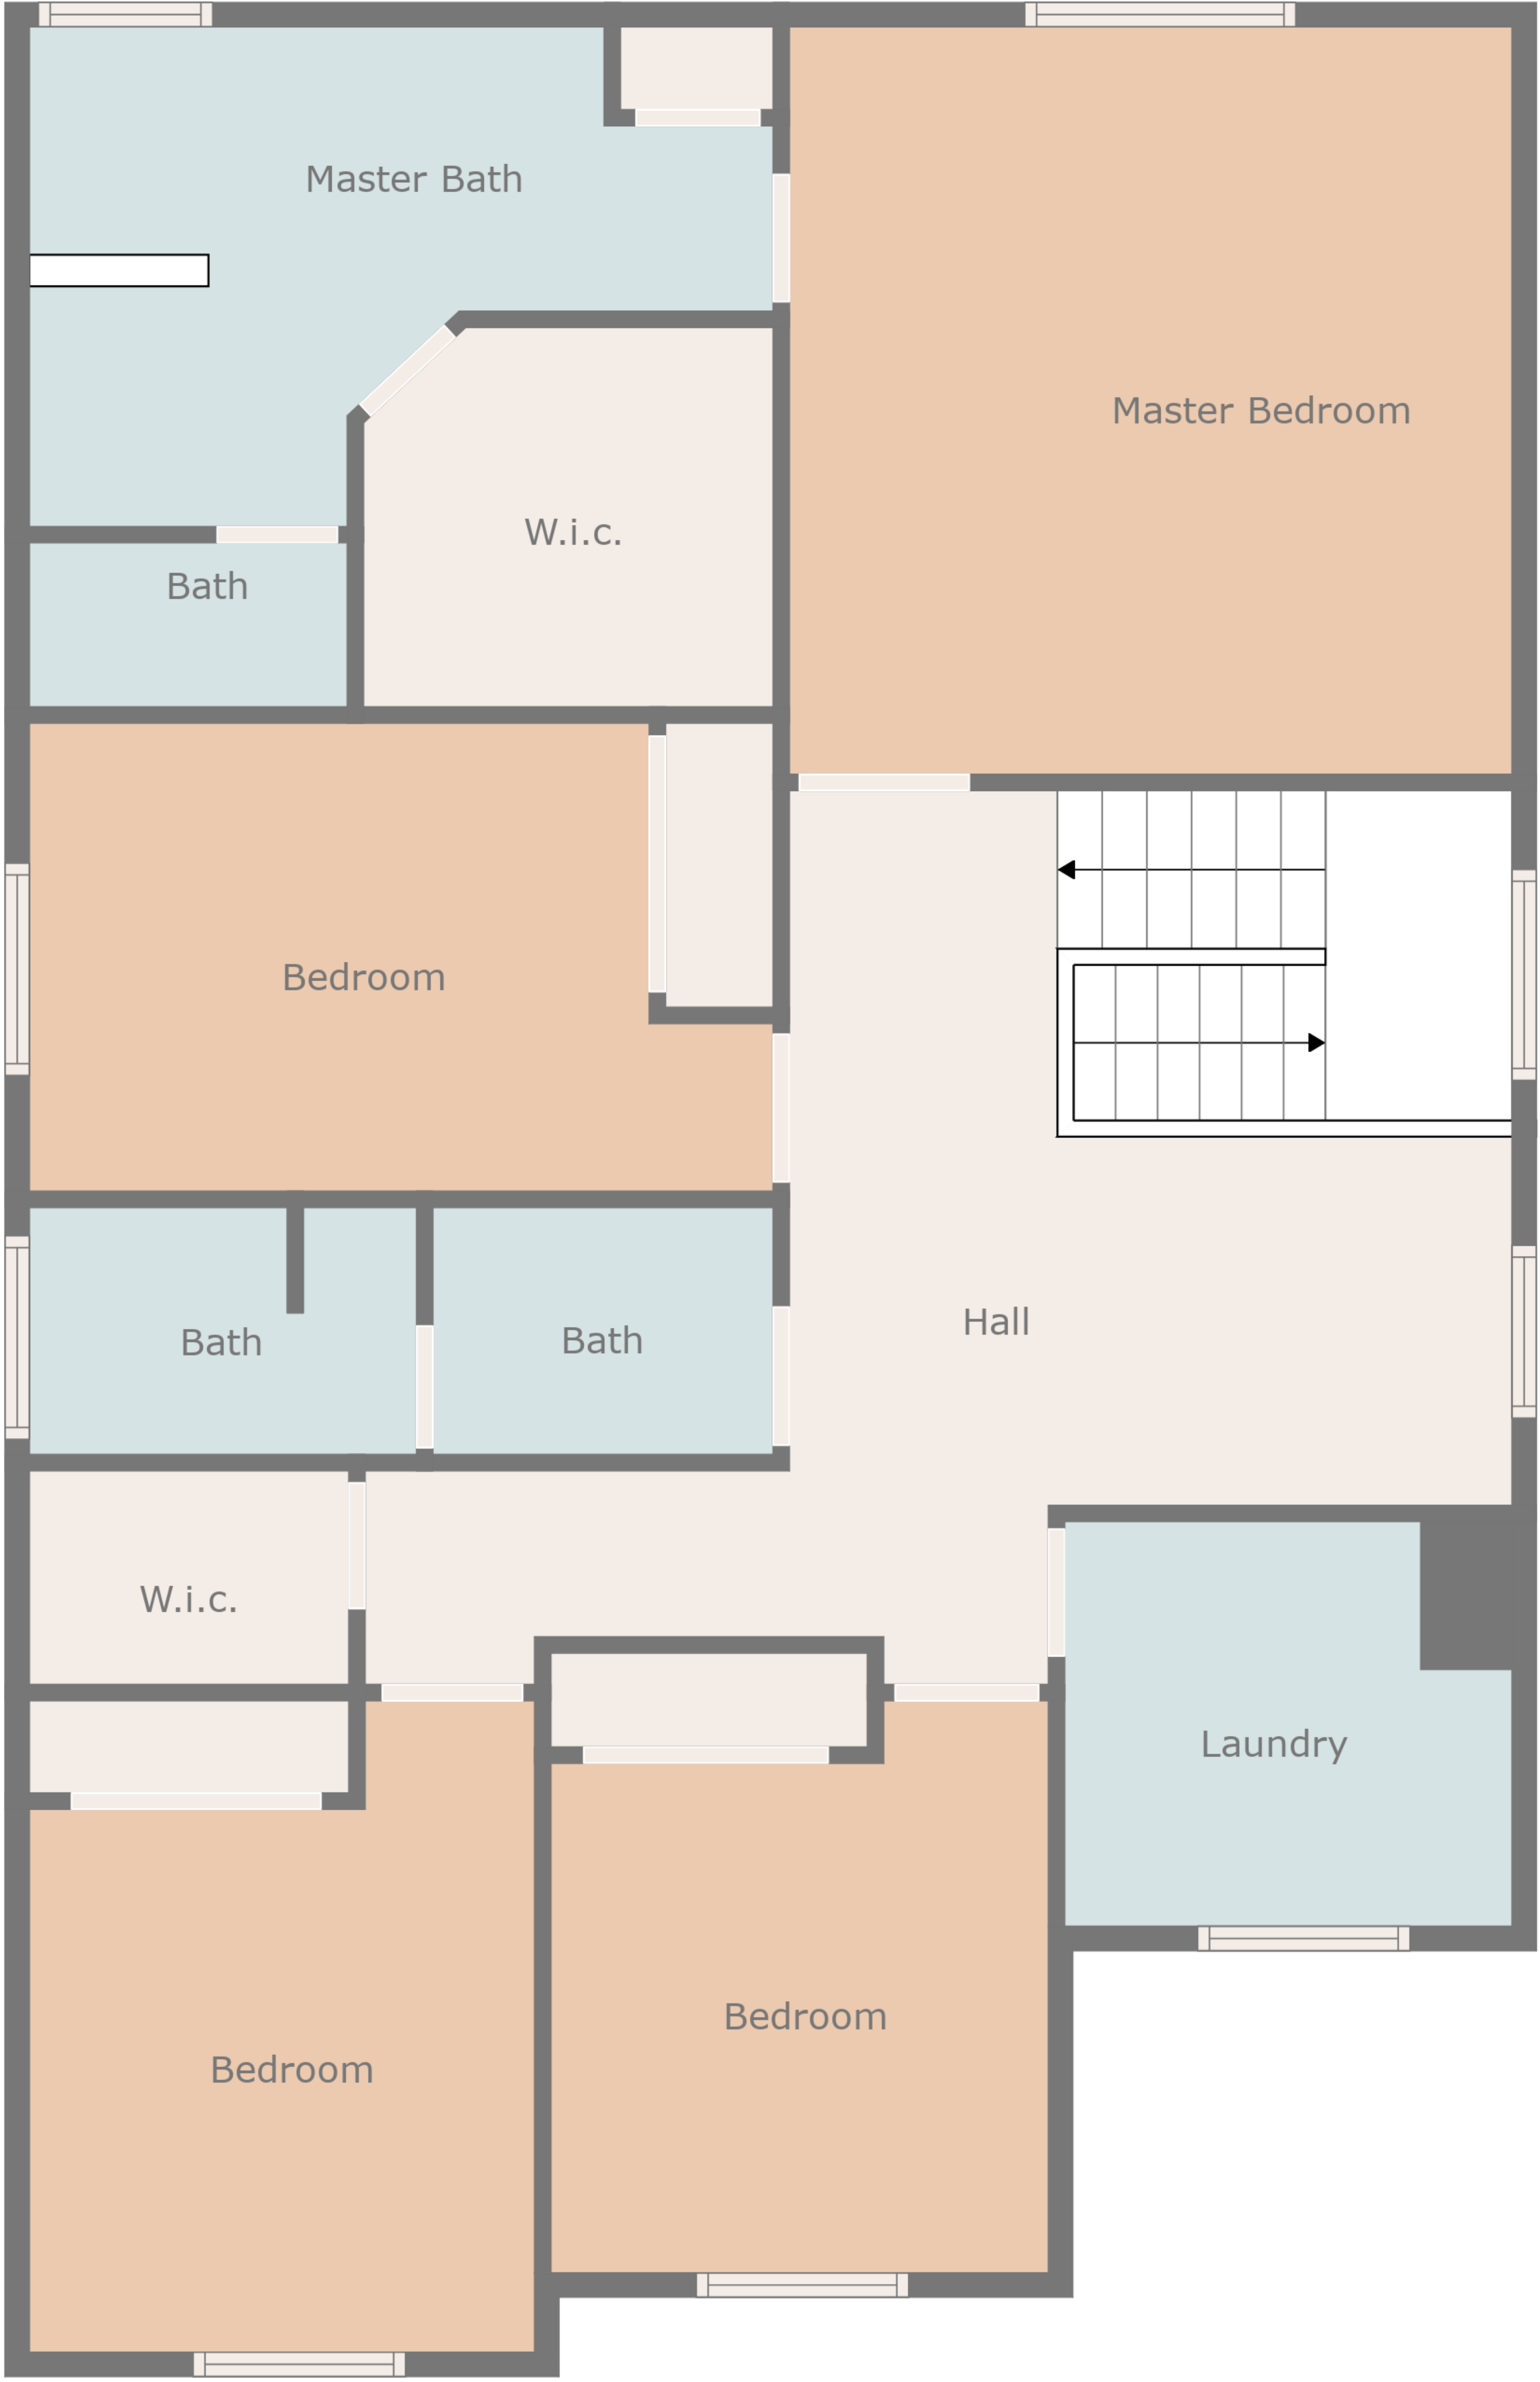 Master Bath
Master Bedroom
W.i.c.
Bath
Bedroom
Bath
Bath
Hall
W.i.c.
Laundry
Bedroom
Bedroom